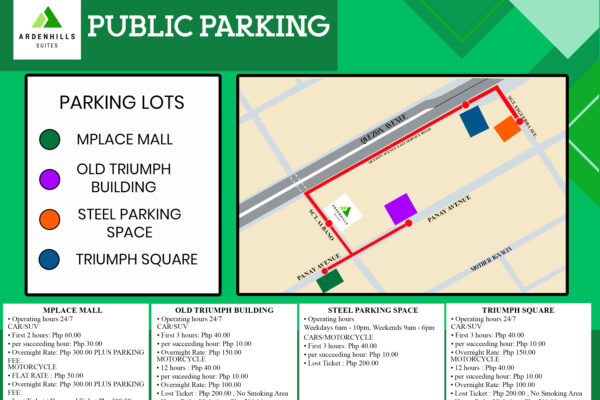 ARDENHILLS
SUITES
PUBLIC PARKING
PARKING LOTS
MPLACE MALL
OLD TRIUMPH
BUILDING
STEEL PARKING
SPACE
TRIUMPH SQUARE
QUEZON AVENUE
QUEZON AVENUE EAST SERVICE ROAD
SGT. ESGUERRA AVE.
ARDENHILLS
SUITES
SCT. ALBANO
PANAY AVENUE
PANAY AVENUE
MOTHER IGNACIA
MPLACE MALL
• Operating hours 24/7
CAR/SUV
• First 2 hours: Php 60.00
• per succeeding hour: Php 30.00
• Overnight Rate: Php 300.00 PLUS PARKING
FEE.
MOTORCYCLE
• FLAT RATE : Php 50.00
• Overnight Rate: Php 300.00 PLUS PARKING
FEE
OLD TRIUMPH BUILDING
• Operating hours 24/7
CAR/SUV
• First 3 hours: Php 40.00
• per succeeding hour: Php 10.00
• Overnight Rate: Php 150.00
MOTORCYCLE
• 12 hours : Php 40.00
• per suceeding hour: Php 10.00
• Overnight Rate: Php 100.00
• Lost Ticket : Php 200.00 , No Smoking Area
STEEL PARKING SPACE
• Operating hours
Weekdays 6am - 10pm, Weekends 9am - 6pm
CARS/MOTORCYCLE
• First 3 hours: Php 40.00
• per succeeding hour: Php 10.00
• Lost Ticket : Php 200.00
TRIUMPH SQUARE
• Operating hours 24/7
CAR/SUV
• First 3 hours: Php 40.00
• per succeeding hour: Php 10.00
• Overnight Rate: Php 150.00
MOTORCYCLE
• 12 hours : Php 40.00
• per suceeding hour: Php 10.00
• Overnight Rate: Php 100.00
• Lost Ticket : Php 200.00 , No Smoking Area